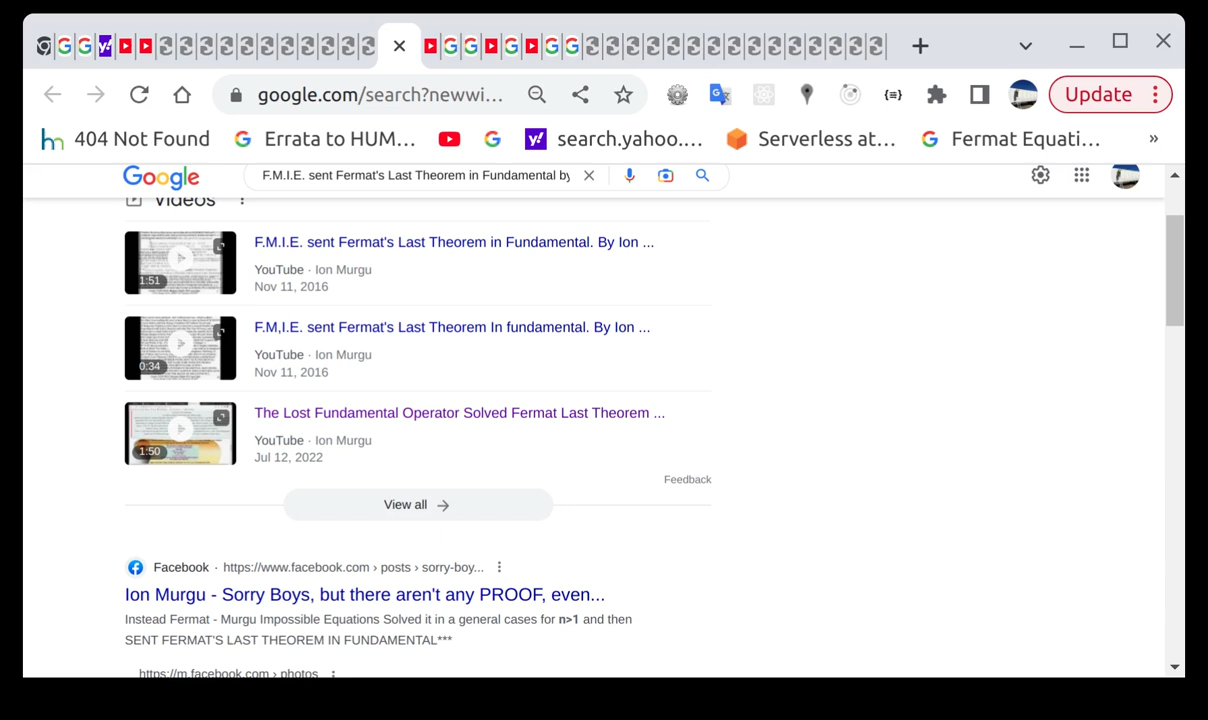 google.com/search?newwi...
Update
404 Not Found
Errata to HUM...
search.yahoo....
Serverless at...
Fermat Equati...
»
Google
F.M.I.E. sent Fermat's Last Theorem in Fundamental by
Videos
F.M.I.E. sent Fermat's Last Theorem in Fundamental. By Ion ...
YouTube · Ion Murgu
1:51
Nov 11, 2016
F.M,I.E. sent Fermat's Last Theorem In fundamental. By Ion ...
YouTube · Ion Murgu
0:34
Nov 11, 2016
The Lost Fundamental Operator Solved Fermat Last Theorem ...
YouTube · Ion Murgu
1:50
Jul 12, 2022
Feedback
View all
Facebook · https://www.facebook.com › posts › sorry-boy...
Ion Murgu - Sorry Boys, but there aren't any PROOF, even...
Instead Fermat - Murgu Impossible Equations Solved it in a general cases for n>1 and then
SENT FERMAT'S LAST THEOREM IN FUNDAMENTAL***
https://m.facebook.com › photos